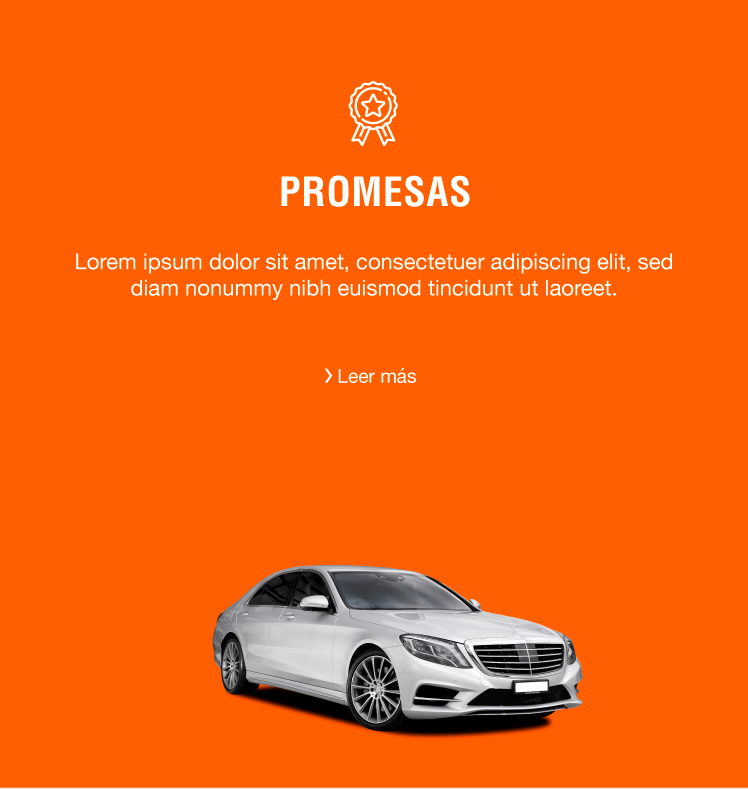 PROMESAS
Lorem ipsum dolor sit amet, consectetuer adipiscing elit, sed
diam nonummy nibh euismod tincidunt ut laoreet.
› Leer más